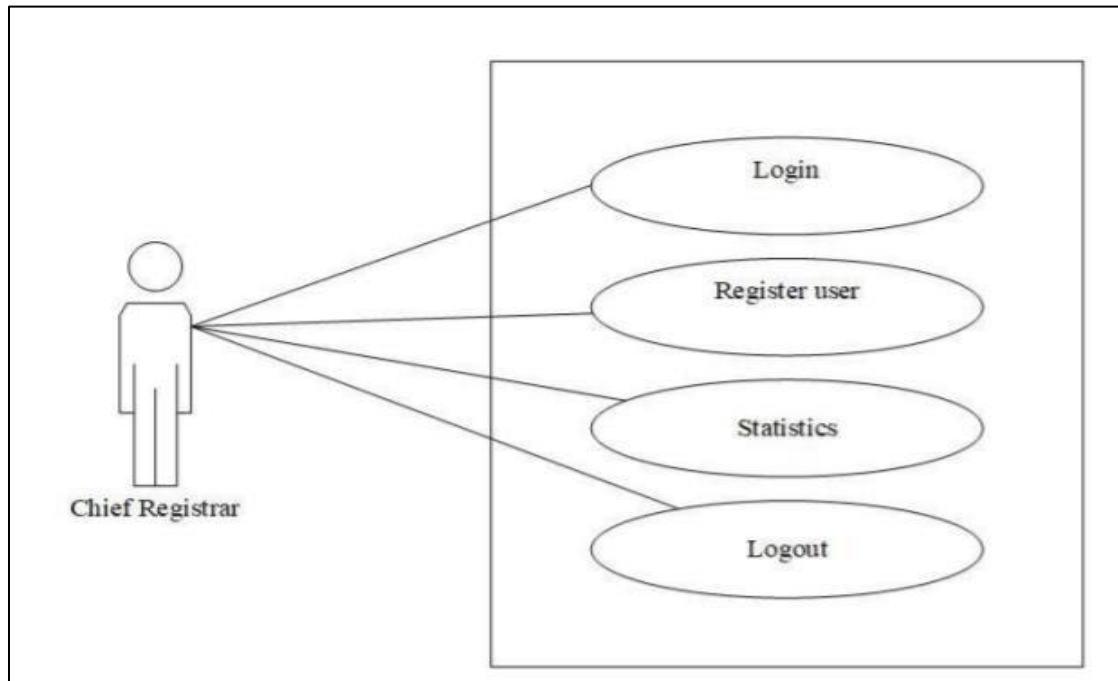 Login
Register user
Statistics
Chief Registrar
Logout